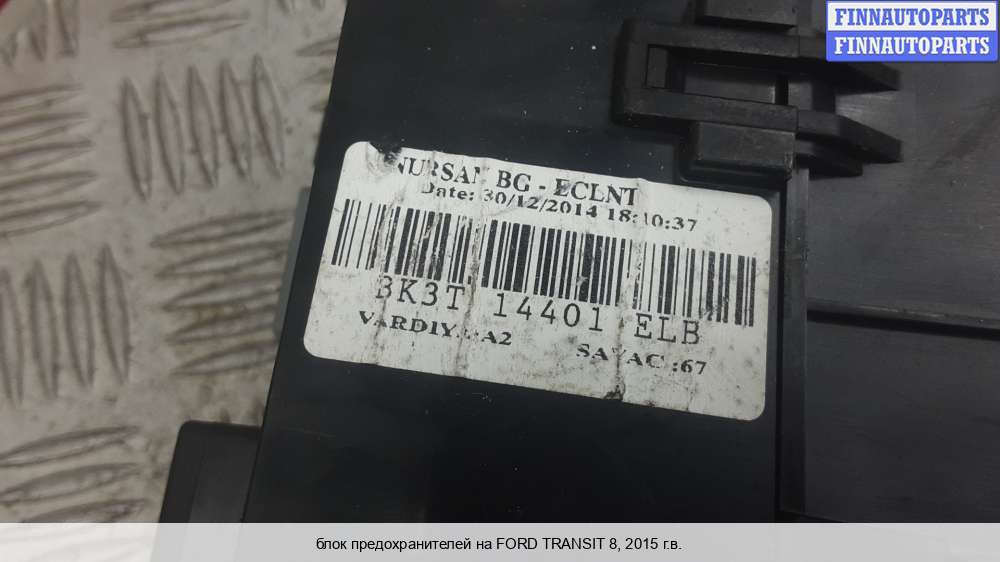 FINNAUTOPARTS
FINNAUTOPARTS
NURSAN BG - ECLNT
Date: 30/12/2014 18:10:37
BK3T 14401 ELB
:A2
:67
блок предохранителей на FORD TRANSIT 8, 2015 г.в.